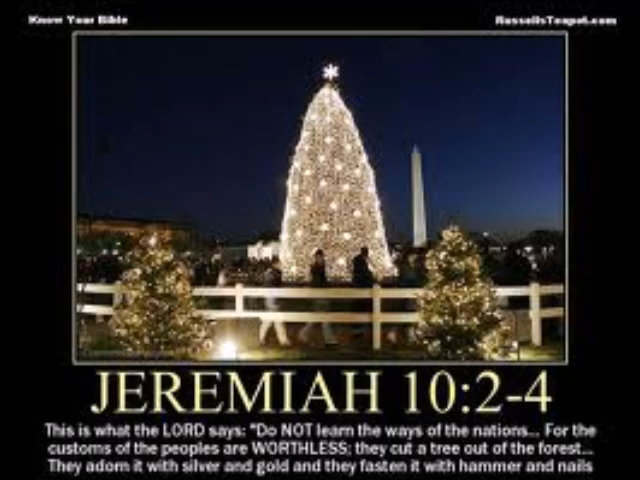 Know Your Bible
RussellsTeapot.com
JEREMIAH 10:2-4
This is what the LORD says: "Do NOT learn the ways of the nations... For the
customs of the peoples are WORTHLESS; they cut a tree out of the forest...
They adorn it with silver and gold and they fasten it with hammer and nails